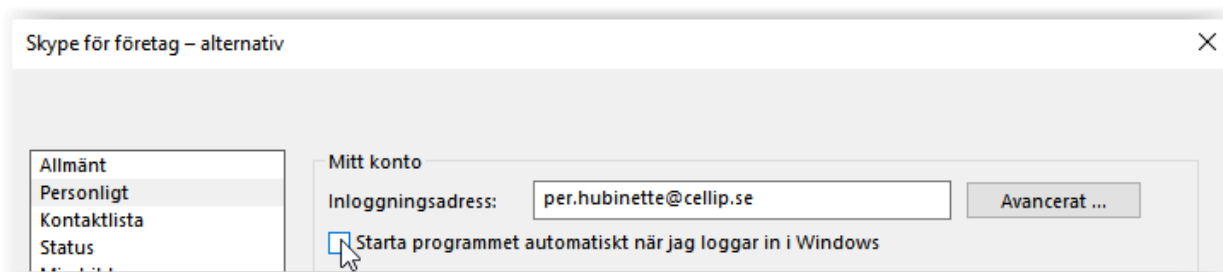 Skype för företag – alternativ
Allmänt
Personligt
Kontaktlista
Status
Mitt konto
Inloggningsadress: per.hubinette@cellip.se Avancerat ...
Starta programmet automatiskt när jag loggar in i Windows